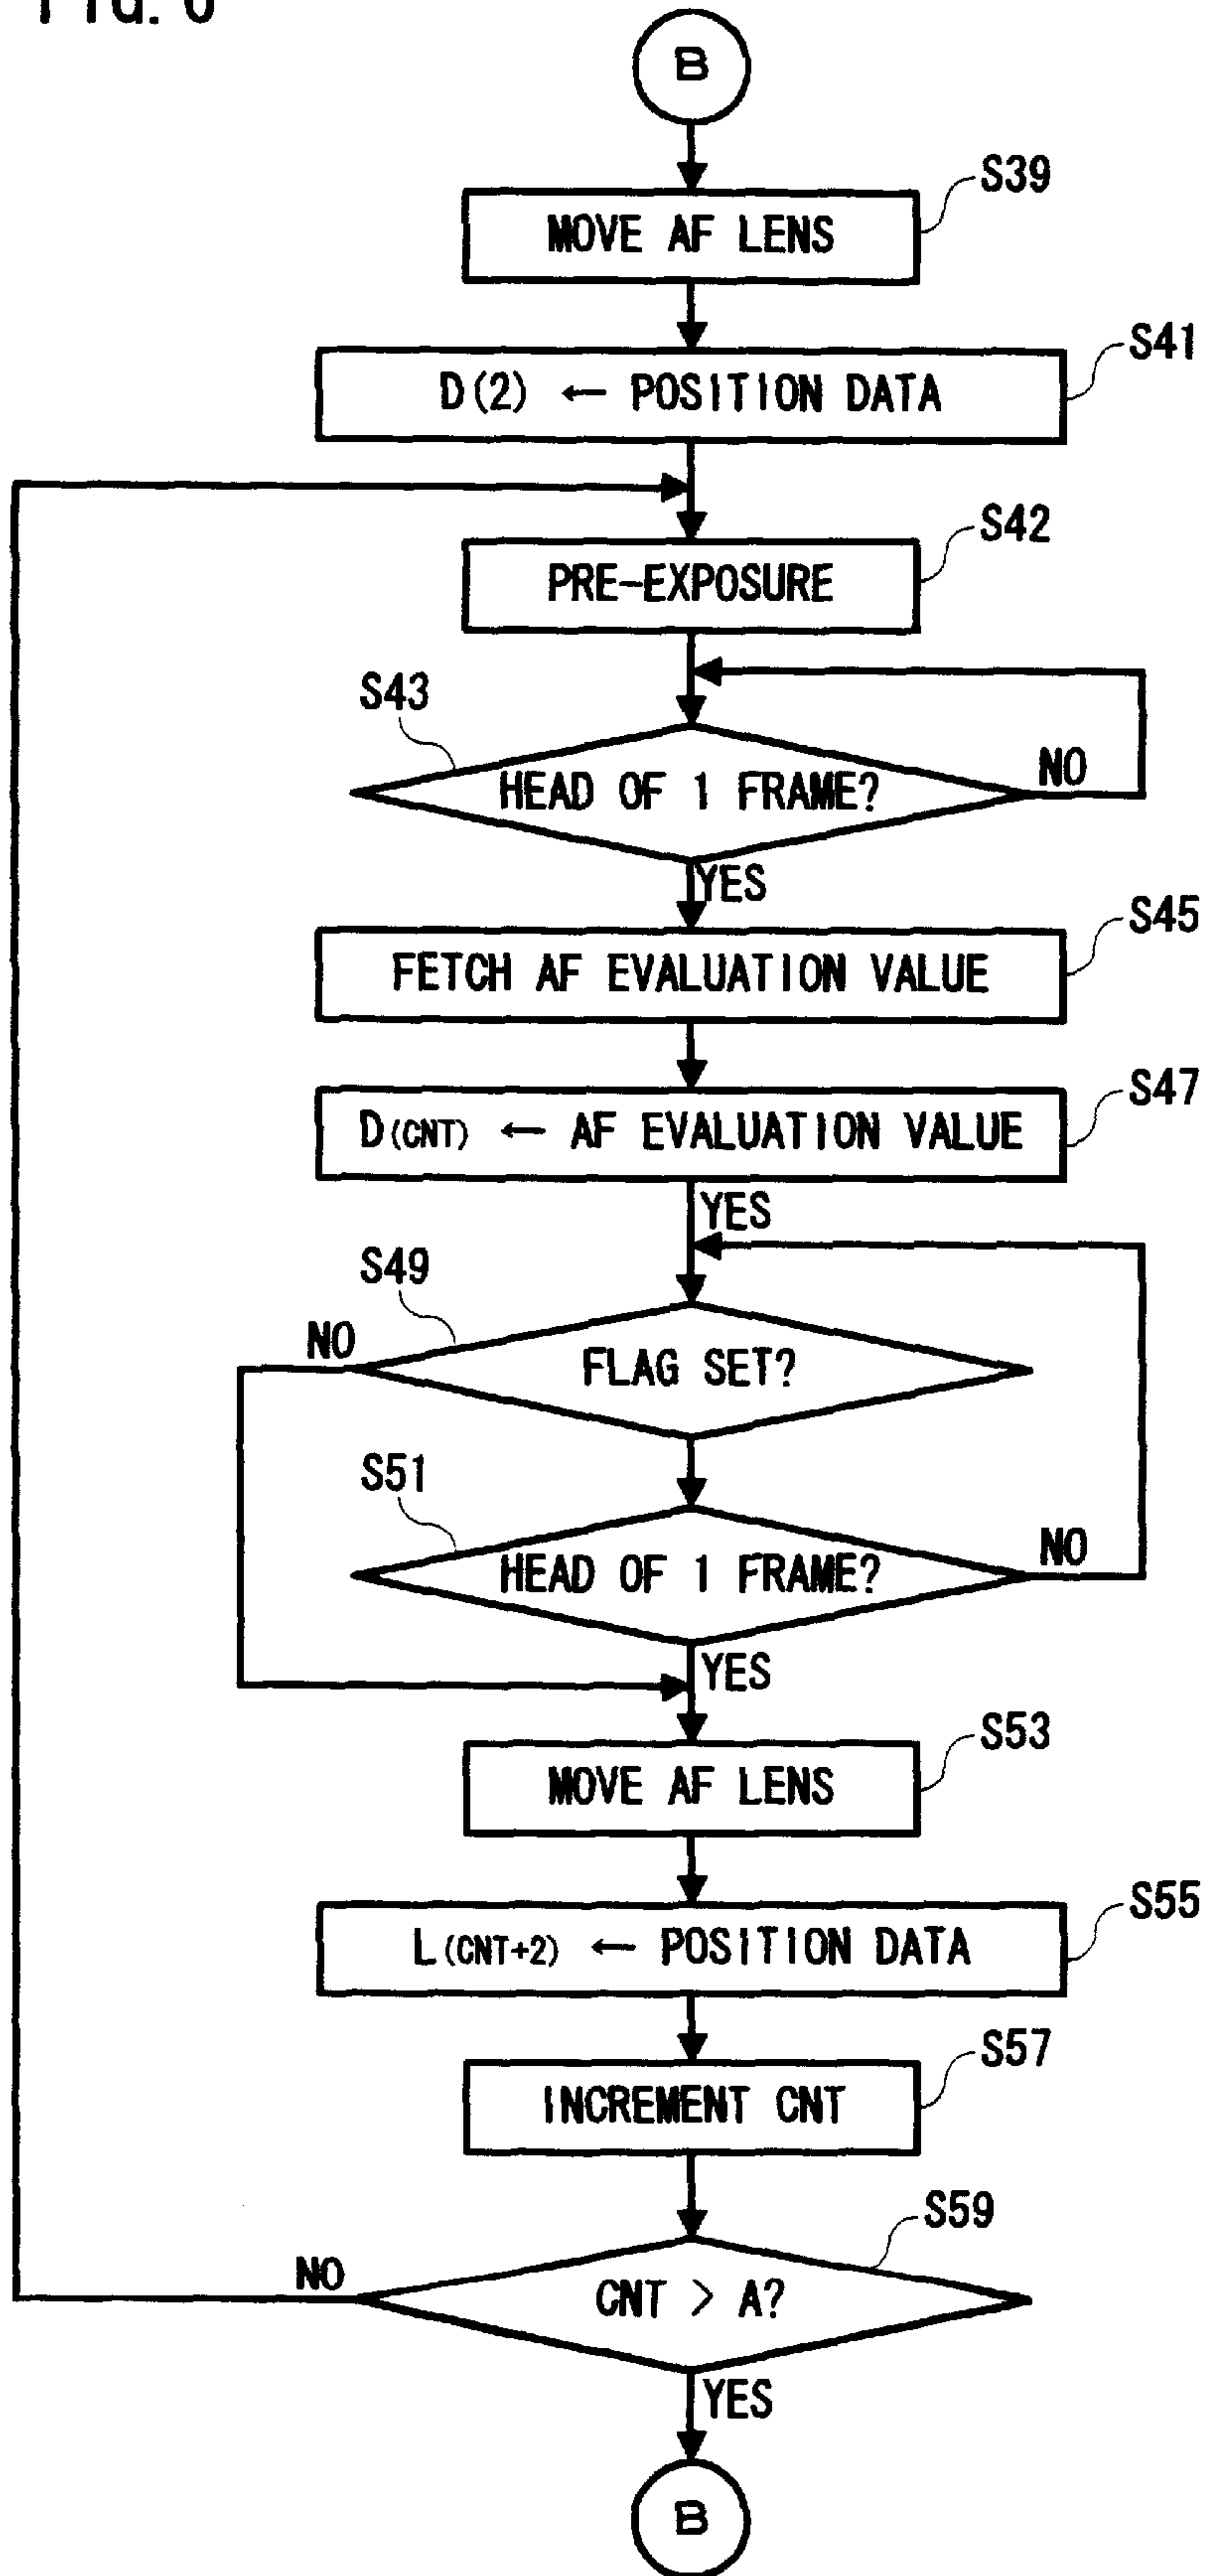 B
S39
MOVE AF LENS
S41
D(2) ← POSITION DATA
S42
PRE-EXPOSURE
S43
HEAD OF 1 FRAME?
NO
YES
S45
FETCH AF EVALUATION VALUE
S47
D(CNT) ← AF EVALUATION VALUE
YES
S49
NO
FLAG SET?
S51
HEAD OF 1 FRAME?
NO
YES
S53
MOVE AF LENS
S55
L(CNT+2) ← POSITION DATA
S57
INCREMENT CNT
S59
NO
CNT > A?
YES
B